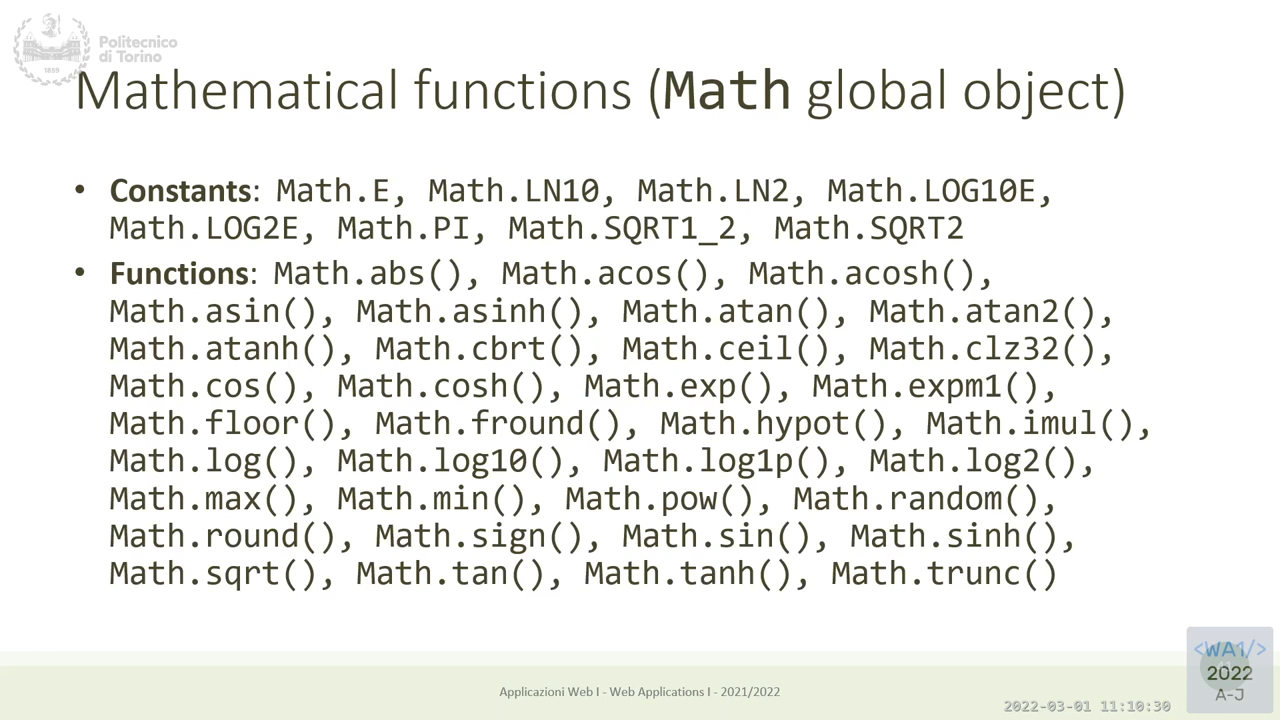 Politecnico
di Torino
1859
Mathematical functions (Math global object)
• Constants: Math.E, Math.LN10, Math.LN2, Math.LOG10E,
Math.LOG2E, Math.PI, Math.SQRT1_2, Math.SQRT2
• Functions: Math.abs(), Math.acos(), Math.acosh(),
Math.asin(), Math.asinh(), Math.atan(), Math.atan2(),
Math.atanh(), Math.cbrt(), Math.ceil(), Math.clz32(),
Math.cos(), Math.cosh(), Math.exp(), Math.expm1(),
Math.floor(), Math.fround(), Math.hypot(), Math.imul(),
Math.log(), Math.log10(), Math.log1p(), Math.log2(),
Math.max(), Math.min(), Math.pow(), Math.random(),
Math.round(), Math.sign(), Math.sin(), Math.sinh(),
Math.sqrt(), Math.tan(), Math.tanh(), Math.trunc()
Applicazioni Web I - Web Applications I - 2021/2022
<WA1/>
2022
A-J
2022-03-01 11:10:30